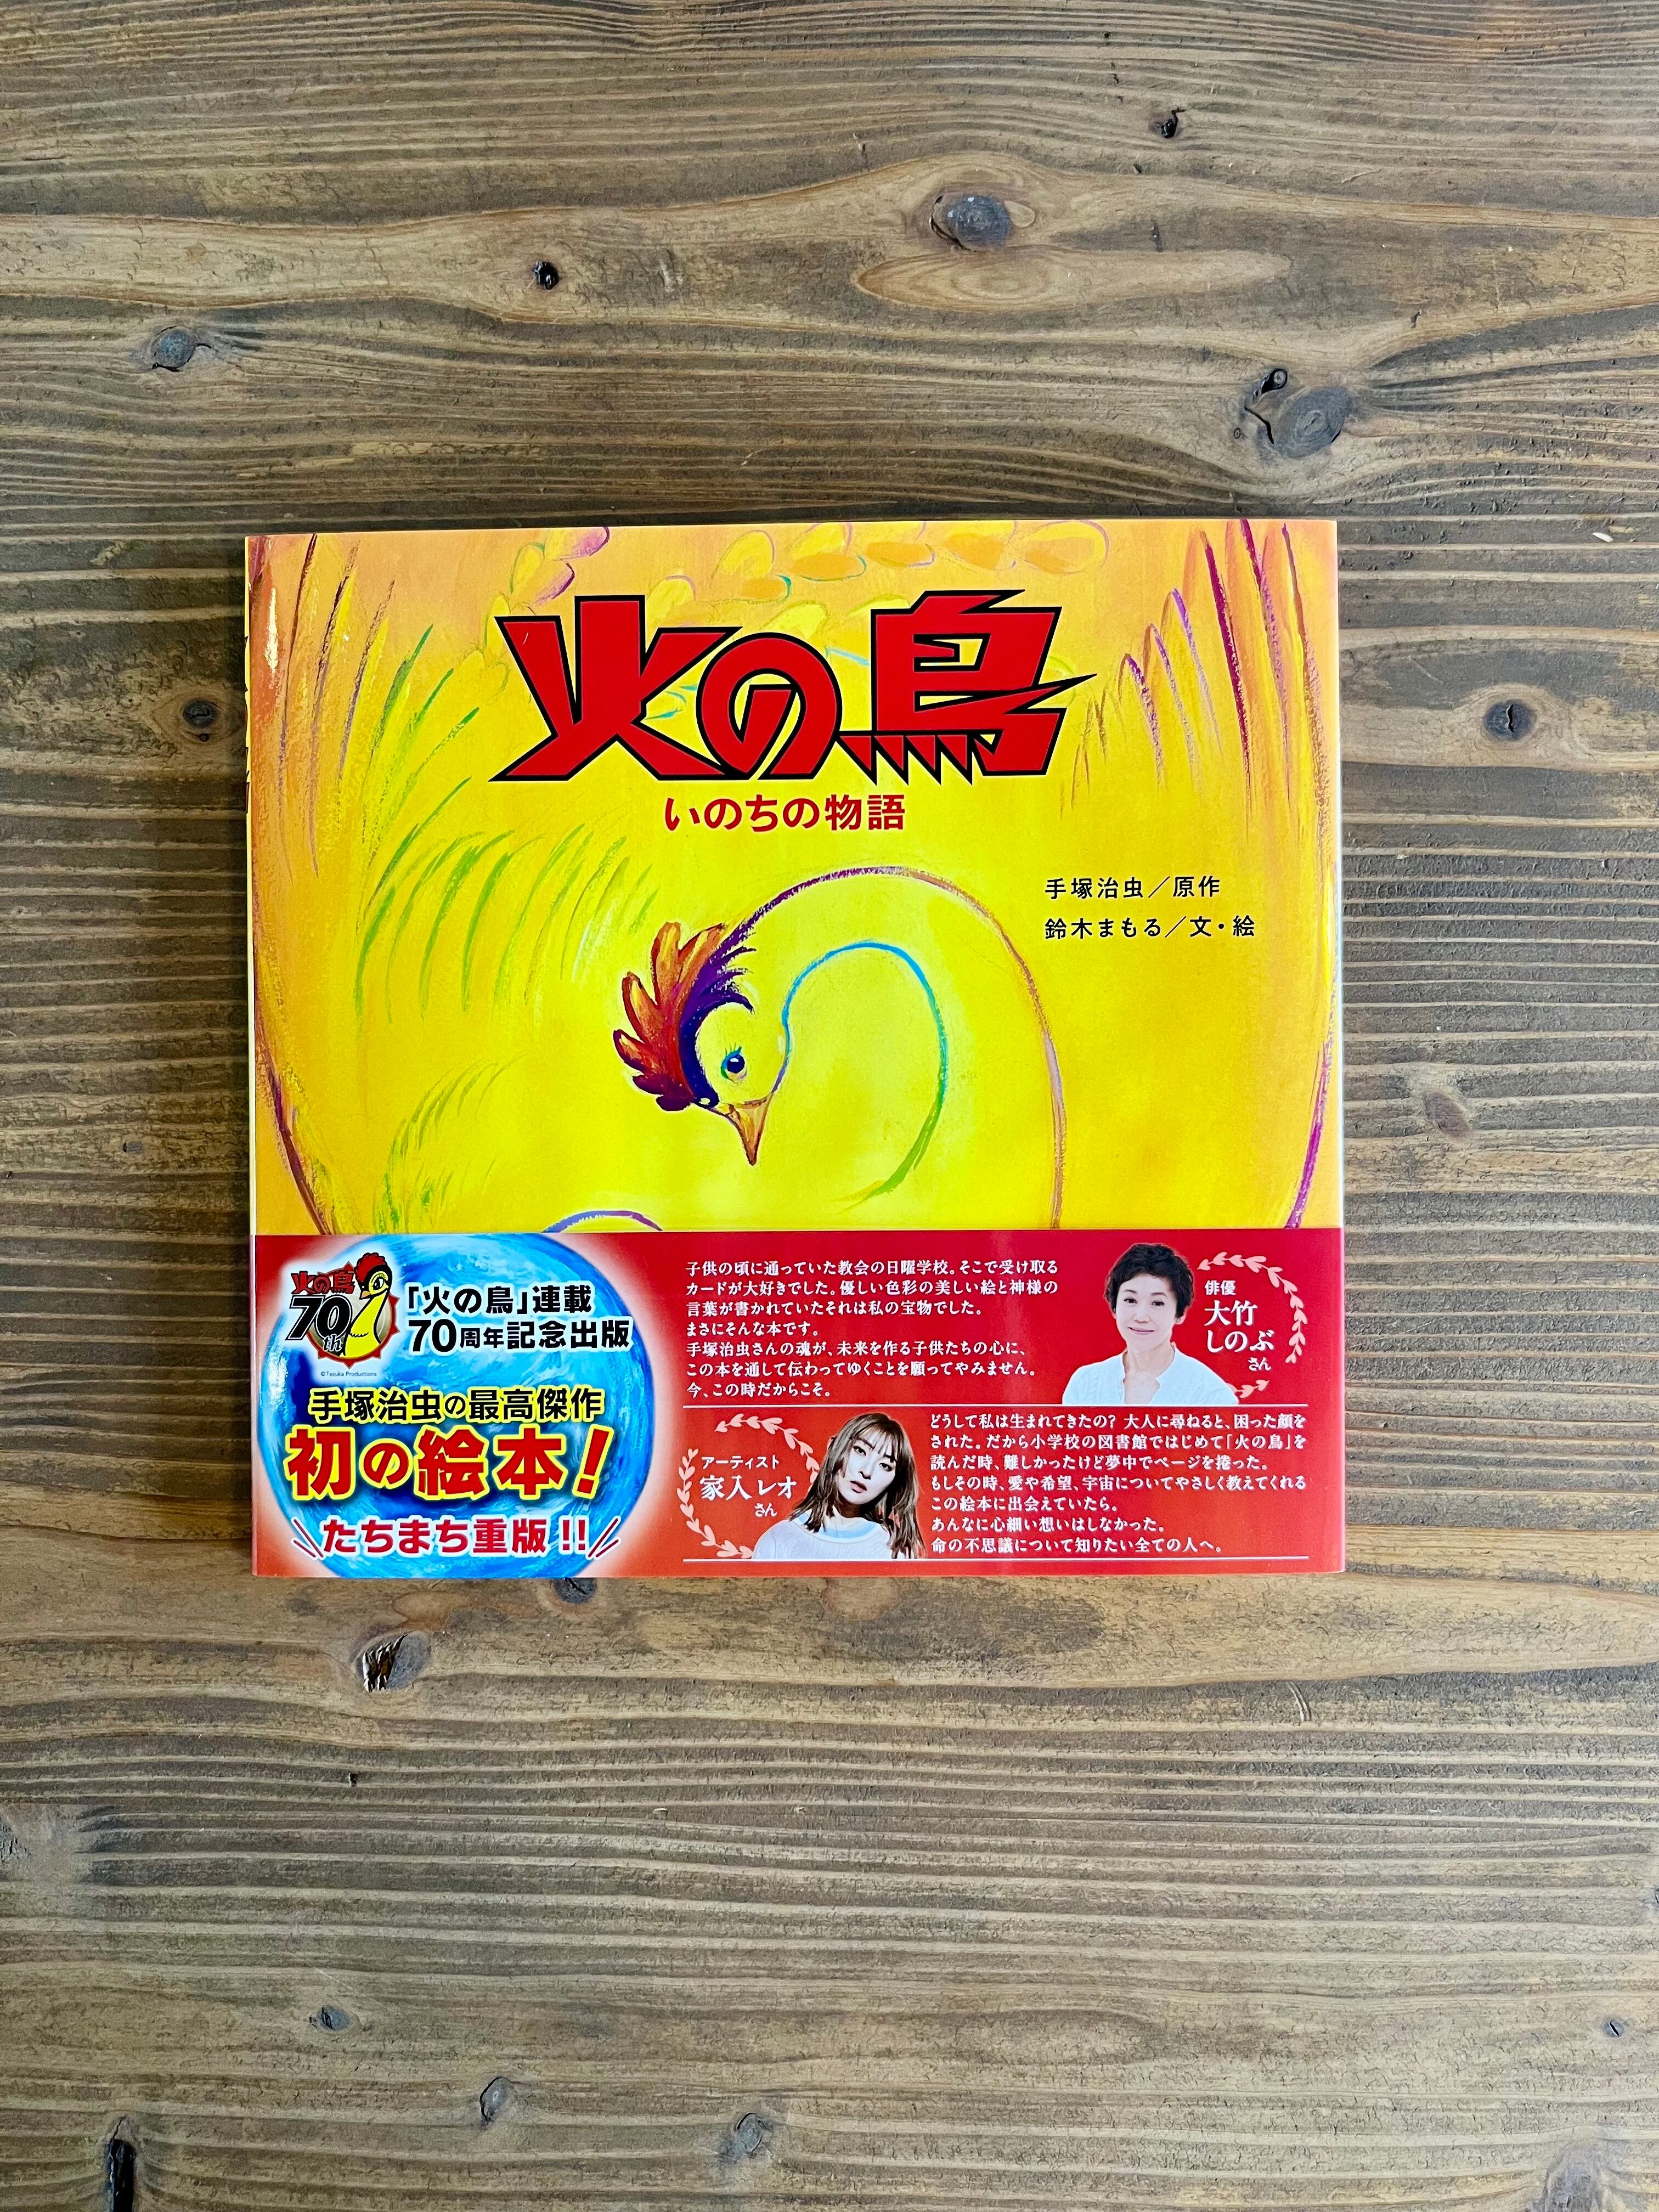 火の鳥
いのちの物語
手塚治虫／原作
鈴木まもる／文・絵
火の鳥
70th
©Tezuka Productions
「火の鳥」連載
70周年記念出版
手塚治虫の最高傑作
初の絵本！
たちまち重版!!
子供の頃に通っていた教会の日曜学校。そこで受け取る
カードが大好きでした。優しい色彩の美しい絵と神様の
言葉が書かれていたそれは私の宝物でした。
まさにそんな本です。
手塚治虫さんの魂が、未来を作る子供たちの心に、
この本を通して伝わってゆくことを願ってやみません。
今、この時だからこそ。
俳優
大竹
しのぶ
さん
アーティスト
家入レオ
さん
どうして私は生まれてきたの？ 大人に尋ねると、困った顔を
された。だから小学校の図書館ではじめて「火の鳥」を
読んだ時、難しかったけど夢中でページを捲った。
もしその時、愛や希望、宇宙についてやさしく教えてくれる
この絵本に出会えていたら。
あんなに心細い想いはしなかった。
命の不思議について知りたい全ての人へ。